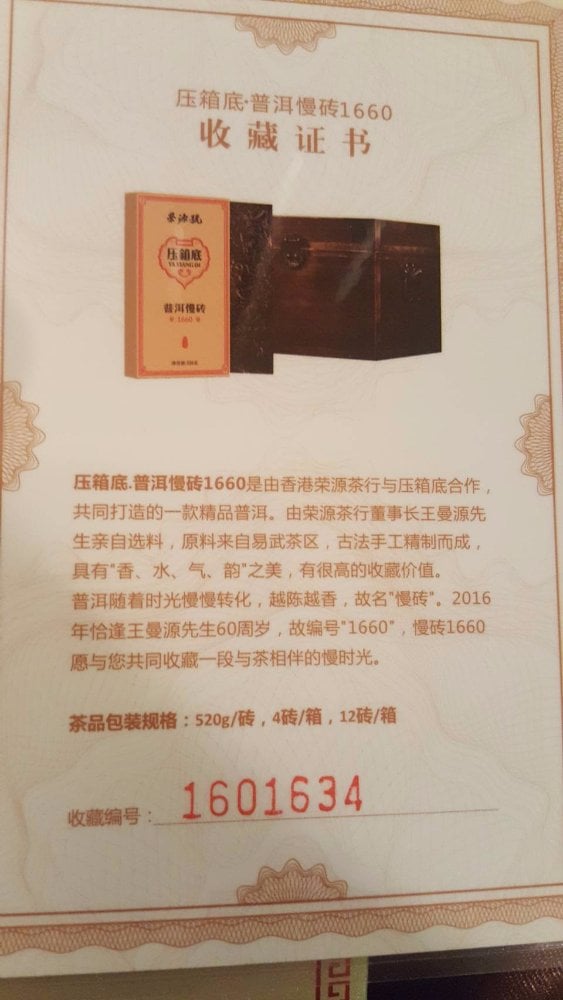 压箱底·普洱慢砖1660
收藏证书
荣源號
压箱底
YA XIANG DI
普洱慢砖
1660
压箱底.普洱慢砖1660是由香港荣源茶行与压箱底合作，
共同打造的一款精品普洱。由荣源茶行董事长王曼源先
生亲自选料，原料来自易武茶区，古法手工精制而成，
具有"香、水、气、韵"之美，有很高的收藏价值。
普洱随着时光慢慢转化，越陈越香，故名"慢砖"。2016
年恰逢王曼源先生60周岁，故编号"1660"，慢砖1660
愿与您共同收藏一段与茶相伴的慢时光。
茶品包装规格：520g/砖，4砖/箱，12砖/箱
收藏编号：1601634